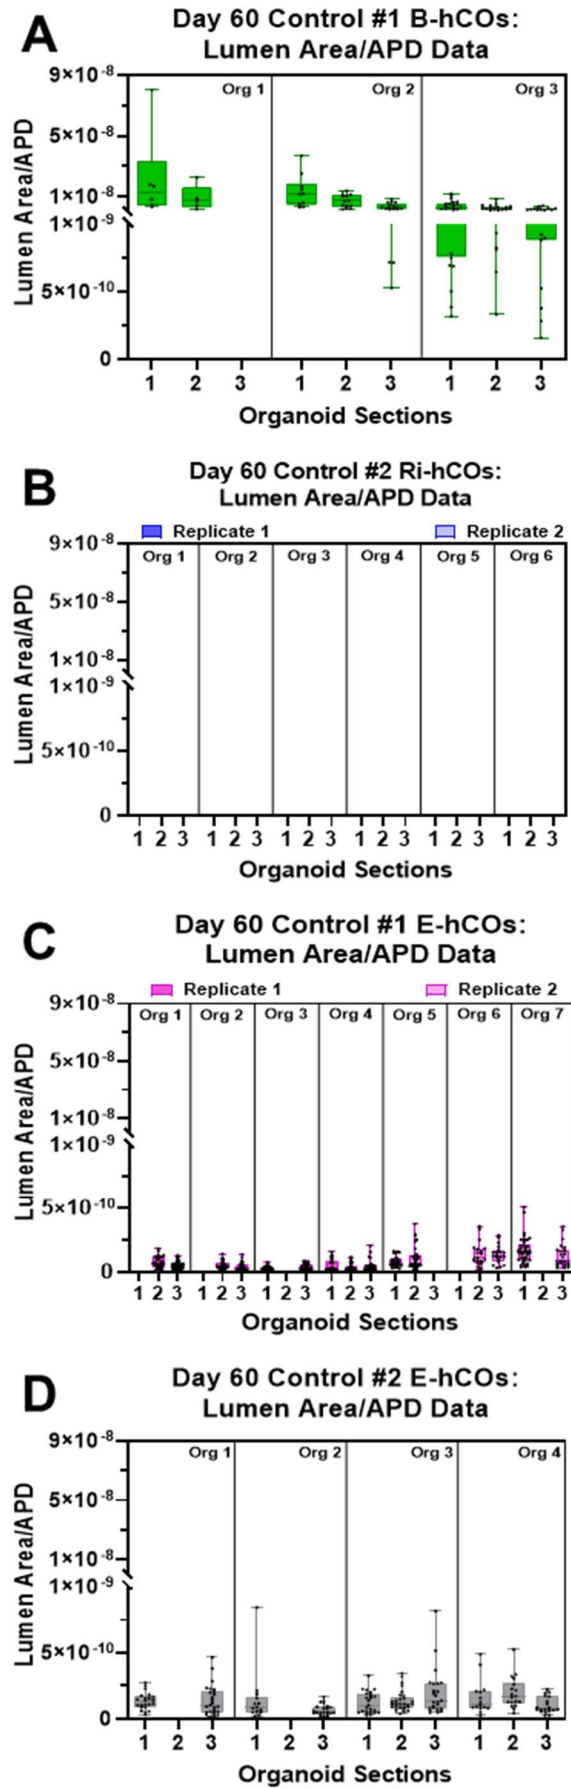 A
Day 60 Control #1 B-hCOs:
Lumen Area/APD Data
Org 1 Org 2 Org 3
Lumen Area/APD
9×10-8
5×10-8
1×10-8
1×10-9
5×10-10
0
1 2 3 1 2 3 1 2 3
Organoid Sections
B
Day 60 Control #2 Ri-hCOs:
Lumen Area/APD Data
Replicate 1 Replicate 2
Org 1 Org 2 Org 3 Org 4 Org 5 Org 6
Lumen Area/APD
9×10-8
5×10-8
1×10-8
1×10-9
5×10-10
0
1 2 3 1 2 3 1 2 3 1 2 3 1 2 3 1 2 3
Organoid Sections
C
Day 60 Control #1 E-hCOs:
Lumen Area/APD Data
Replicate 1 Replicate 2
Org 1 Org 2 Org 3 Org 4 Org 5 Org 6 Org 7
Lumen Area/APD
9×10-8
5×10-8
1×10-8
1×10-9
5×10-10
0
1 2 3 1 2 3 1 2 3 1 2 3 1 2 3 1 2 3 1 2 3
Organoid Sections
D
Day 60 Control #2 E-hCOs:
Lumen Area/APD Data
Org 1 Org 2 Org 3 Org 4
Lumen Area/APD
9×10-8
5×10-8
1×10-8
1×10-9
5×10-10
0
1 2 3 1 2 3 1 2 3 1 2 3
Organoid Sections